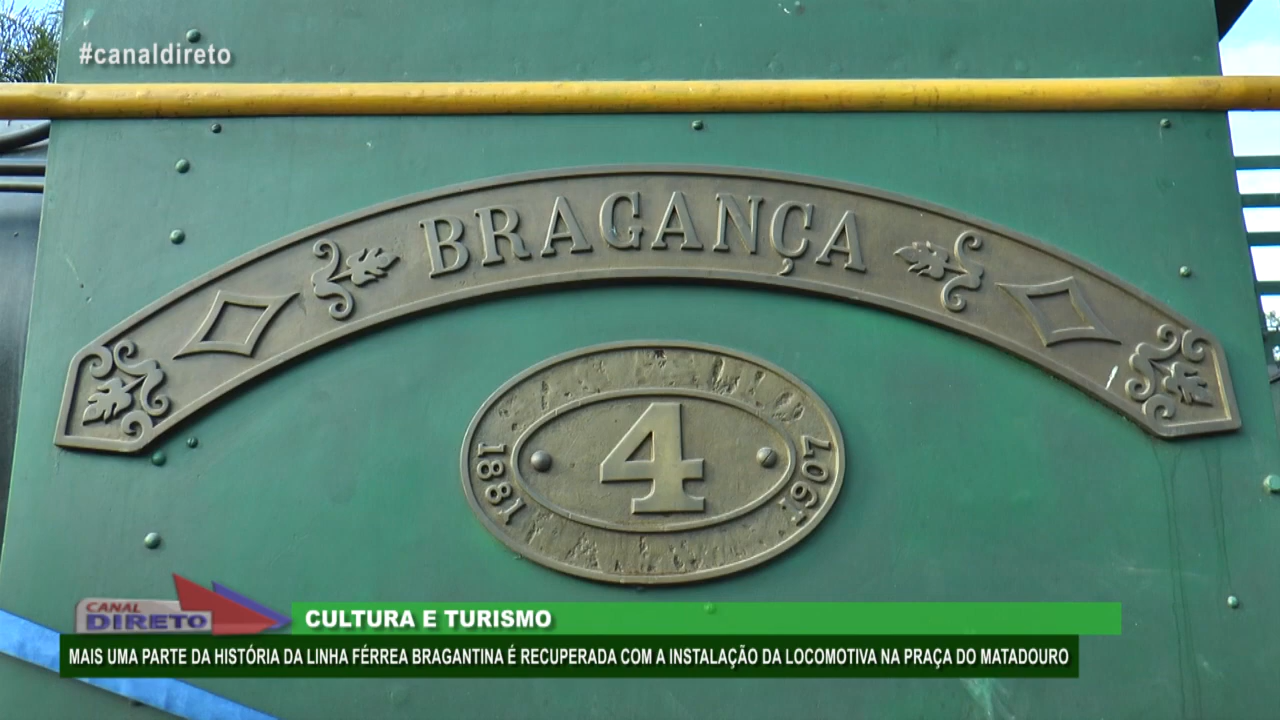 #canaldireto
BRAGANÇA
4
1881
1907
CANAL
DIRETO
CULTURA E TURISMO
MAIS UMA PARTE DA HISTÓRIA DA LINHA FÉRREA BRAGANTINA É RECUPERADA COM A INSTALAÇÃO DA LOCOMOTIVA NA PRAÇA DO MATADOURO